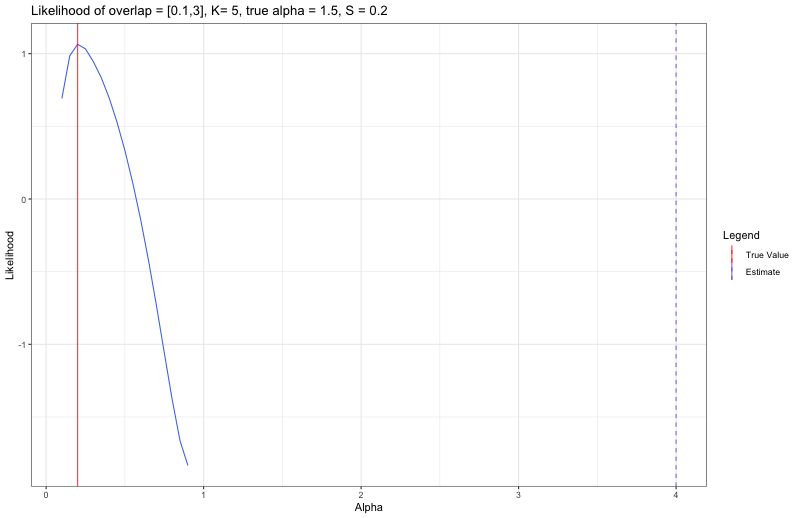 Likelihood of overlap = [0.1,3], K= 5, true alpha = 1.5, S = 0.2
Likelihood
1
0
-1
0
1
2
3
4
Alpha
Legend
True Value
Estimate